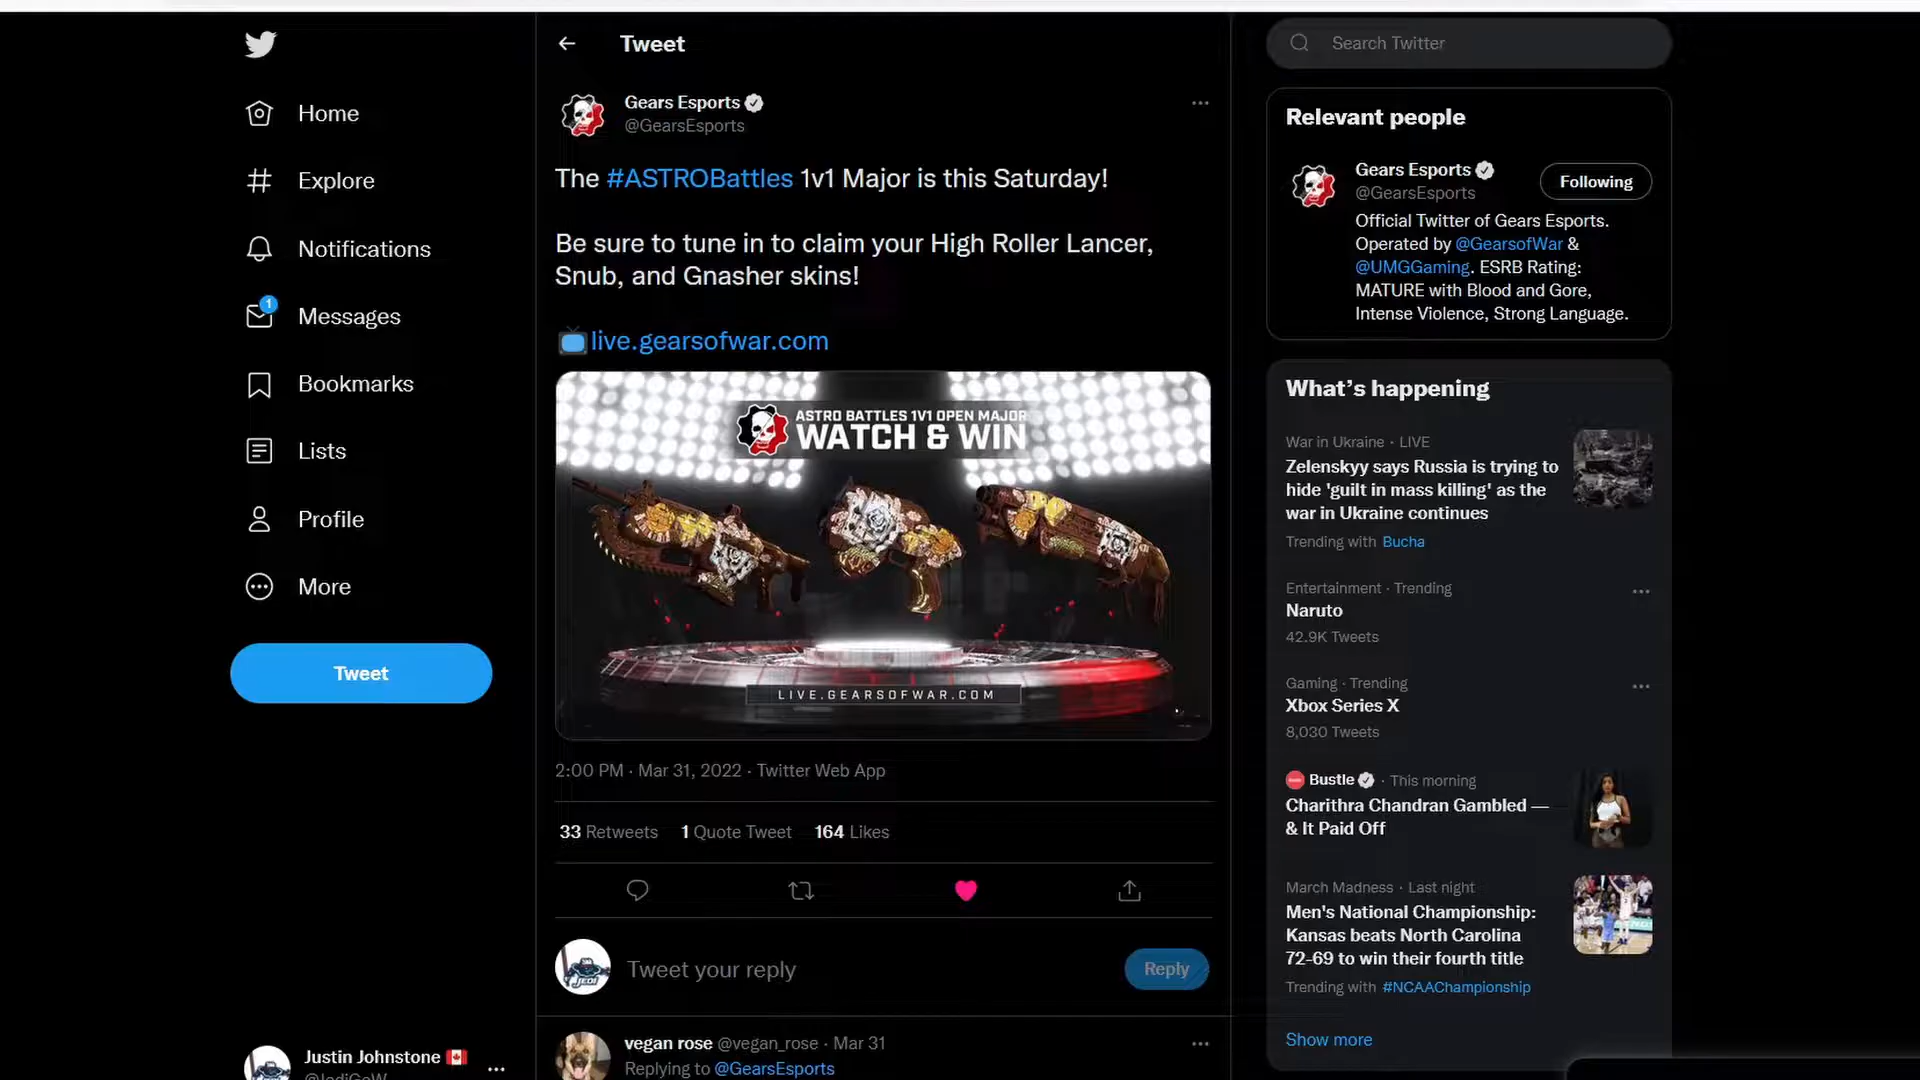 Home
Explore
Notifications
1
Messages
Bookmarks
Lists
Profile
More
Tweet
Justin Johnstone
Tweet
Gears Esports
@GearsEsports
The #ASTROBattles 1v1 Major is this Saturday!
Be sure to tune in to claim your High Roller Lancer,
Snub, and Gnasher skins!
live.gearsofwar.com
ASTRO BATTLES 1V1 OPEN MAJOR
WATCH & WIN
LIVE.GEARSOFWAR.COM
2:00 PM · Mar 31, 2022 · Twitter Web App
33 Retweets 1 Quote Tweet 164 Likes
JEDI
Tweet your reply
Reply
vegan rose @vegan_rose · Mar 31
Replying to @GearsEsports
Search Twitter
Relevant people
Gears Esports
@GearsEsports
Following
Official Twitter of Gears Esports.
Operated by @GearsofWar &
@UMGGaming. ESRB Rating:
MATURE with Blood and Gore,
Intense Violence, Strong Language.
What's happening
War in Ukraine · LIVE
Zelenskyy says Russia is trying to
hide 'guilt in mass killing' as the
war in Ukraine continues
Trending with Bucha
Entertainment · Trending
Naruto
42.9K Tweets
Gaming · Trending
Xbox Series X
8,030 Tweets
Bustle · This morning
Charithra Chandran Gambled —
& It Paid Off
March Madness · Last night
Men's National Championship:
Kansas beats North Carolina
72-69 to win their fourth title
Trending with #NCAAChampionship
Show more